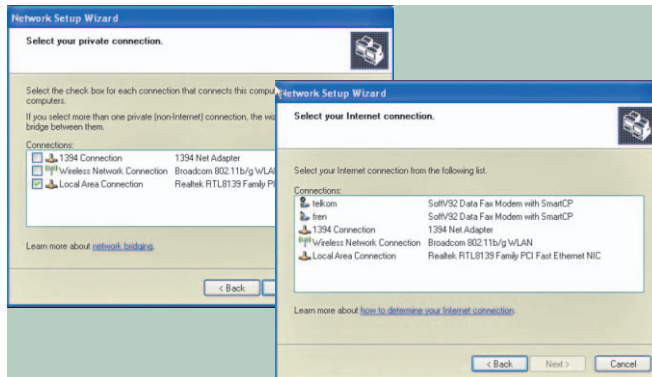 Network Setup Wizard
Select your private connection.
Select the check box for each connection that connects this
computers.
If you select more than one private (non-Internet) connection, the
bridge between them.
Connections:
1394 Connection 1394 Net Adapter
Wireless Network Connection Broadcom 802.11b/g
Local Area Connection Realtek RTL8139 Family
Learn more about network bridging.
< Back
Network Setup Wizard
Select your Internet connection.
Select your Internet connection from the following list.
Connections:
telkom SoftV92 Data Fax Modem with SmartCP
fren SoftV92 Data Fax Modem with SmartCP
1394 Connection 1394 Net Adapter
Wireless Network Connection Broadcom 802.11b/g WLAN
Local Area Connection Realtek RTL8139 Family PCI Fast Ethernet NIC
Learn more about how to determine your Internet connection.
< Back
Next >
Cancel